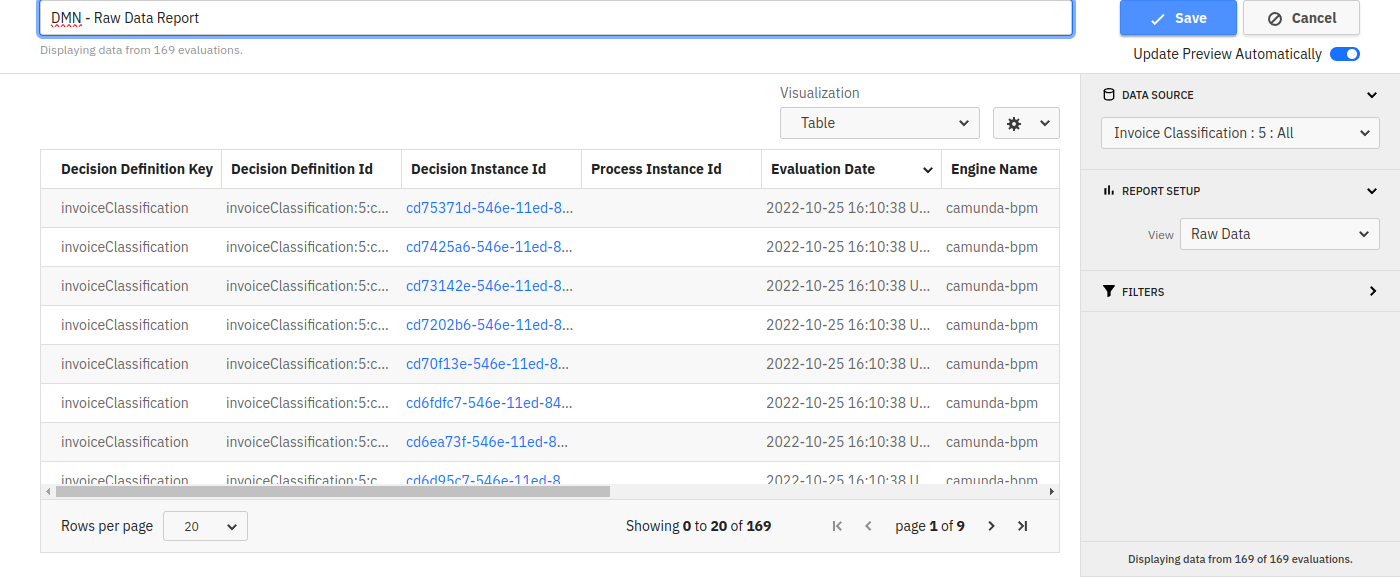 DMN - Raw Data Report
Save
Cancel
Displaying data from 169 evaluations.
Update Preview Automatically
Visualization
Table
Decision Definition Key Decision Definition Id Decision Instance Id Process Instance Id Evaluation Date Engine Name
invoiceClassification invoiceClassification:5:c... cd75371d-546e-11ed-8... 2022-10-25 16:10:38 U... camunda-bpm
invoiceClassification invoiceClassification:5:c... cd7425a6-546e-11ed-8... 2022-10-25 16:10:38 U... camunda-bpm
invoiceClassification invoiceClassification:5:c... cd73142e-546e-11ed-8... 2022-10-25 16:10:38 U... camunda-bpm
invoiceClassification invoiceClassification:5:c... cd7202b6-546e-11ed-8... 2022-10-25 16:10:38 U... camunda-bpm
invoiceClassification invoiceClassification:5:c... cd70f13e-546e-11ed-8... 2022-10-25 16:10:38 U... camunda-bpm
invoiceClassification invoiceClassification:5:c... cd6fdfc7-546e-11ed-84... 2022-10-25 16:10:38 U... camunda-bpm
invoiceClassification invoiceClassification:5:c... cd6ea73f-546e-11ed-8... 2022-10-25 16:10:38 U... camunda-bpm
invoiceClassification invoiceClassification:5:c... cd6d95c7-546e-11ed-8... 2022-10-25 16:10:38 U... camunda-bpm
Rows per page 20 Showing 0 to 20 of 169 page 1 of 9
DATA SOURCE
Invoice Classification : 5 : All
REPORT SETUP
View Raw Data
FILTERS
Displaying data from 169 of 169 evaluations.